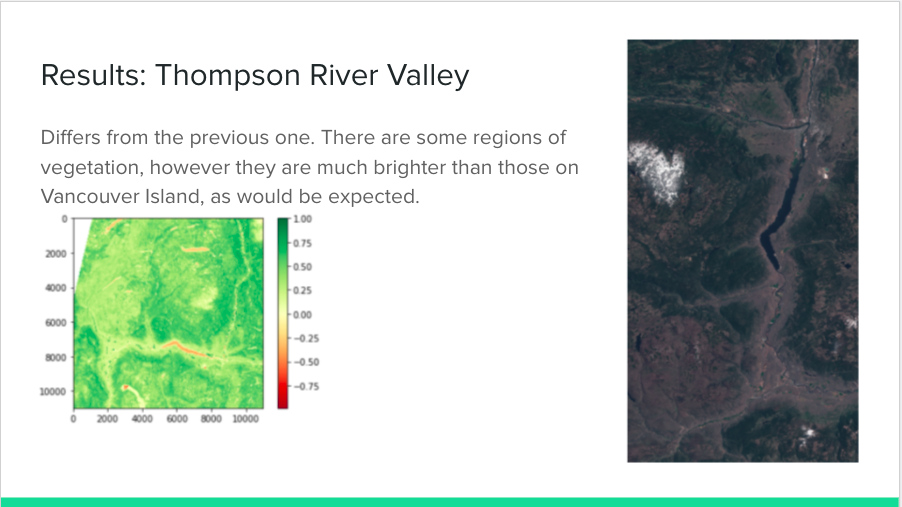 Results: Thompson River Valley
Differs from the previous one. There are some regions of
vegetation, however they are much brighter than those on
Vancouver Island, as would be expected.
0
2000
4000
6000
8000
10000
0 2000 4000 6000 8000 10000
1.00
0.75
0.50
0.25
0.00
−0.25
−0.50
−0.75